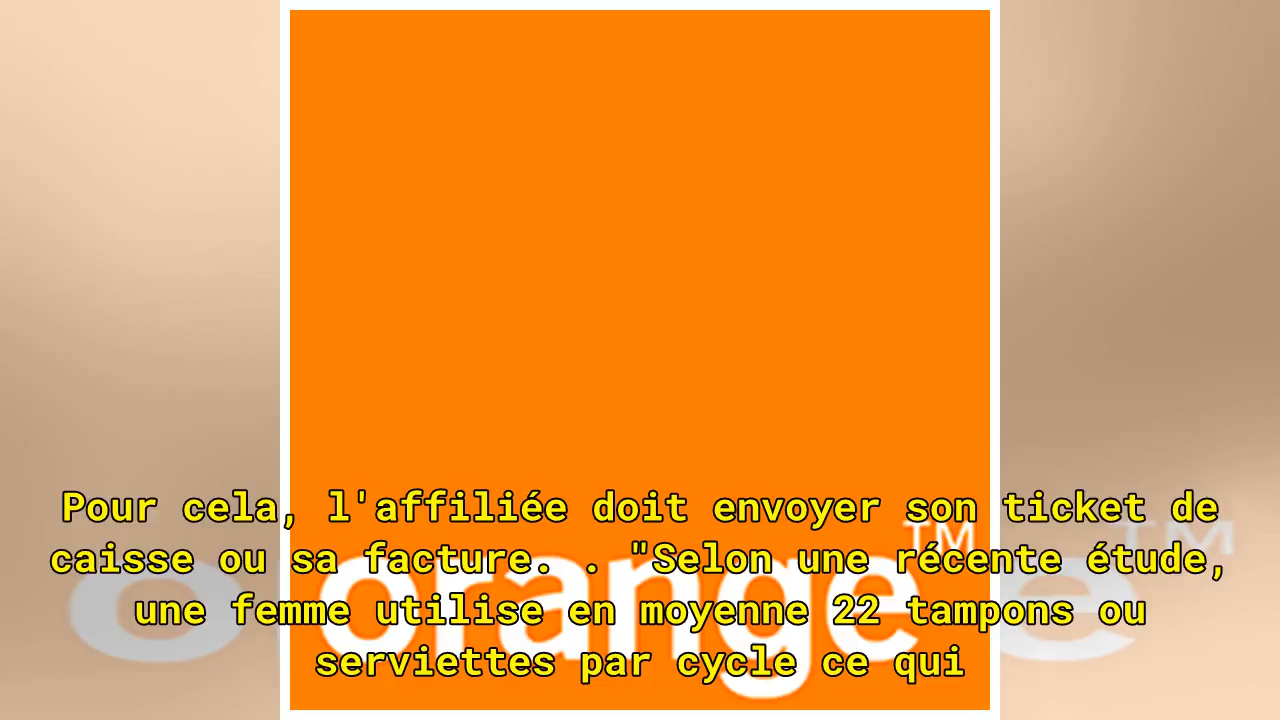 Pour cela, l'affiliée doit envoyer son ticket de
caisse ou sa facture. . "Selon une récente étude,
une femme utilise en moyenne 22 tampons ou
serviettes par cycle ce qui
orange™